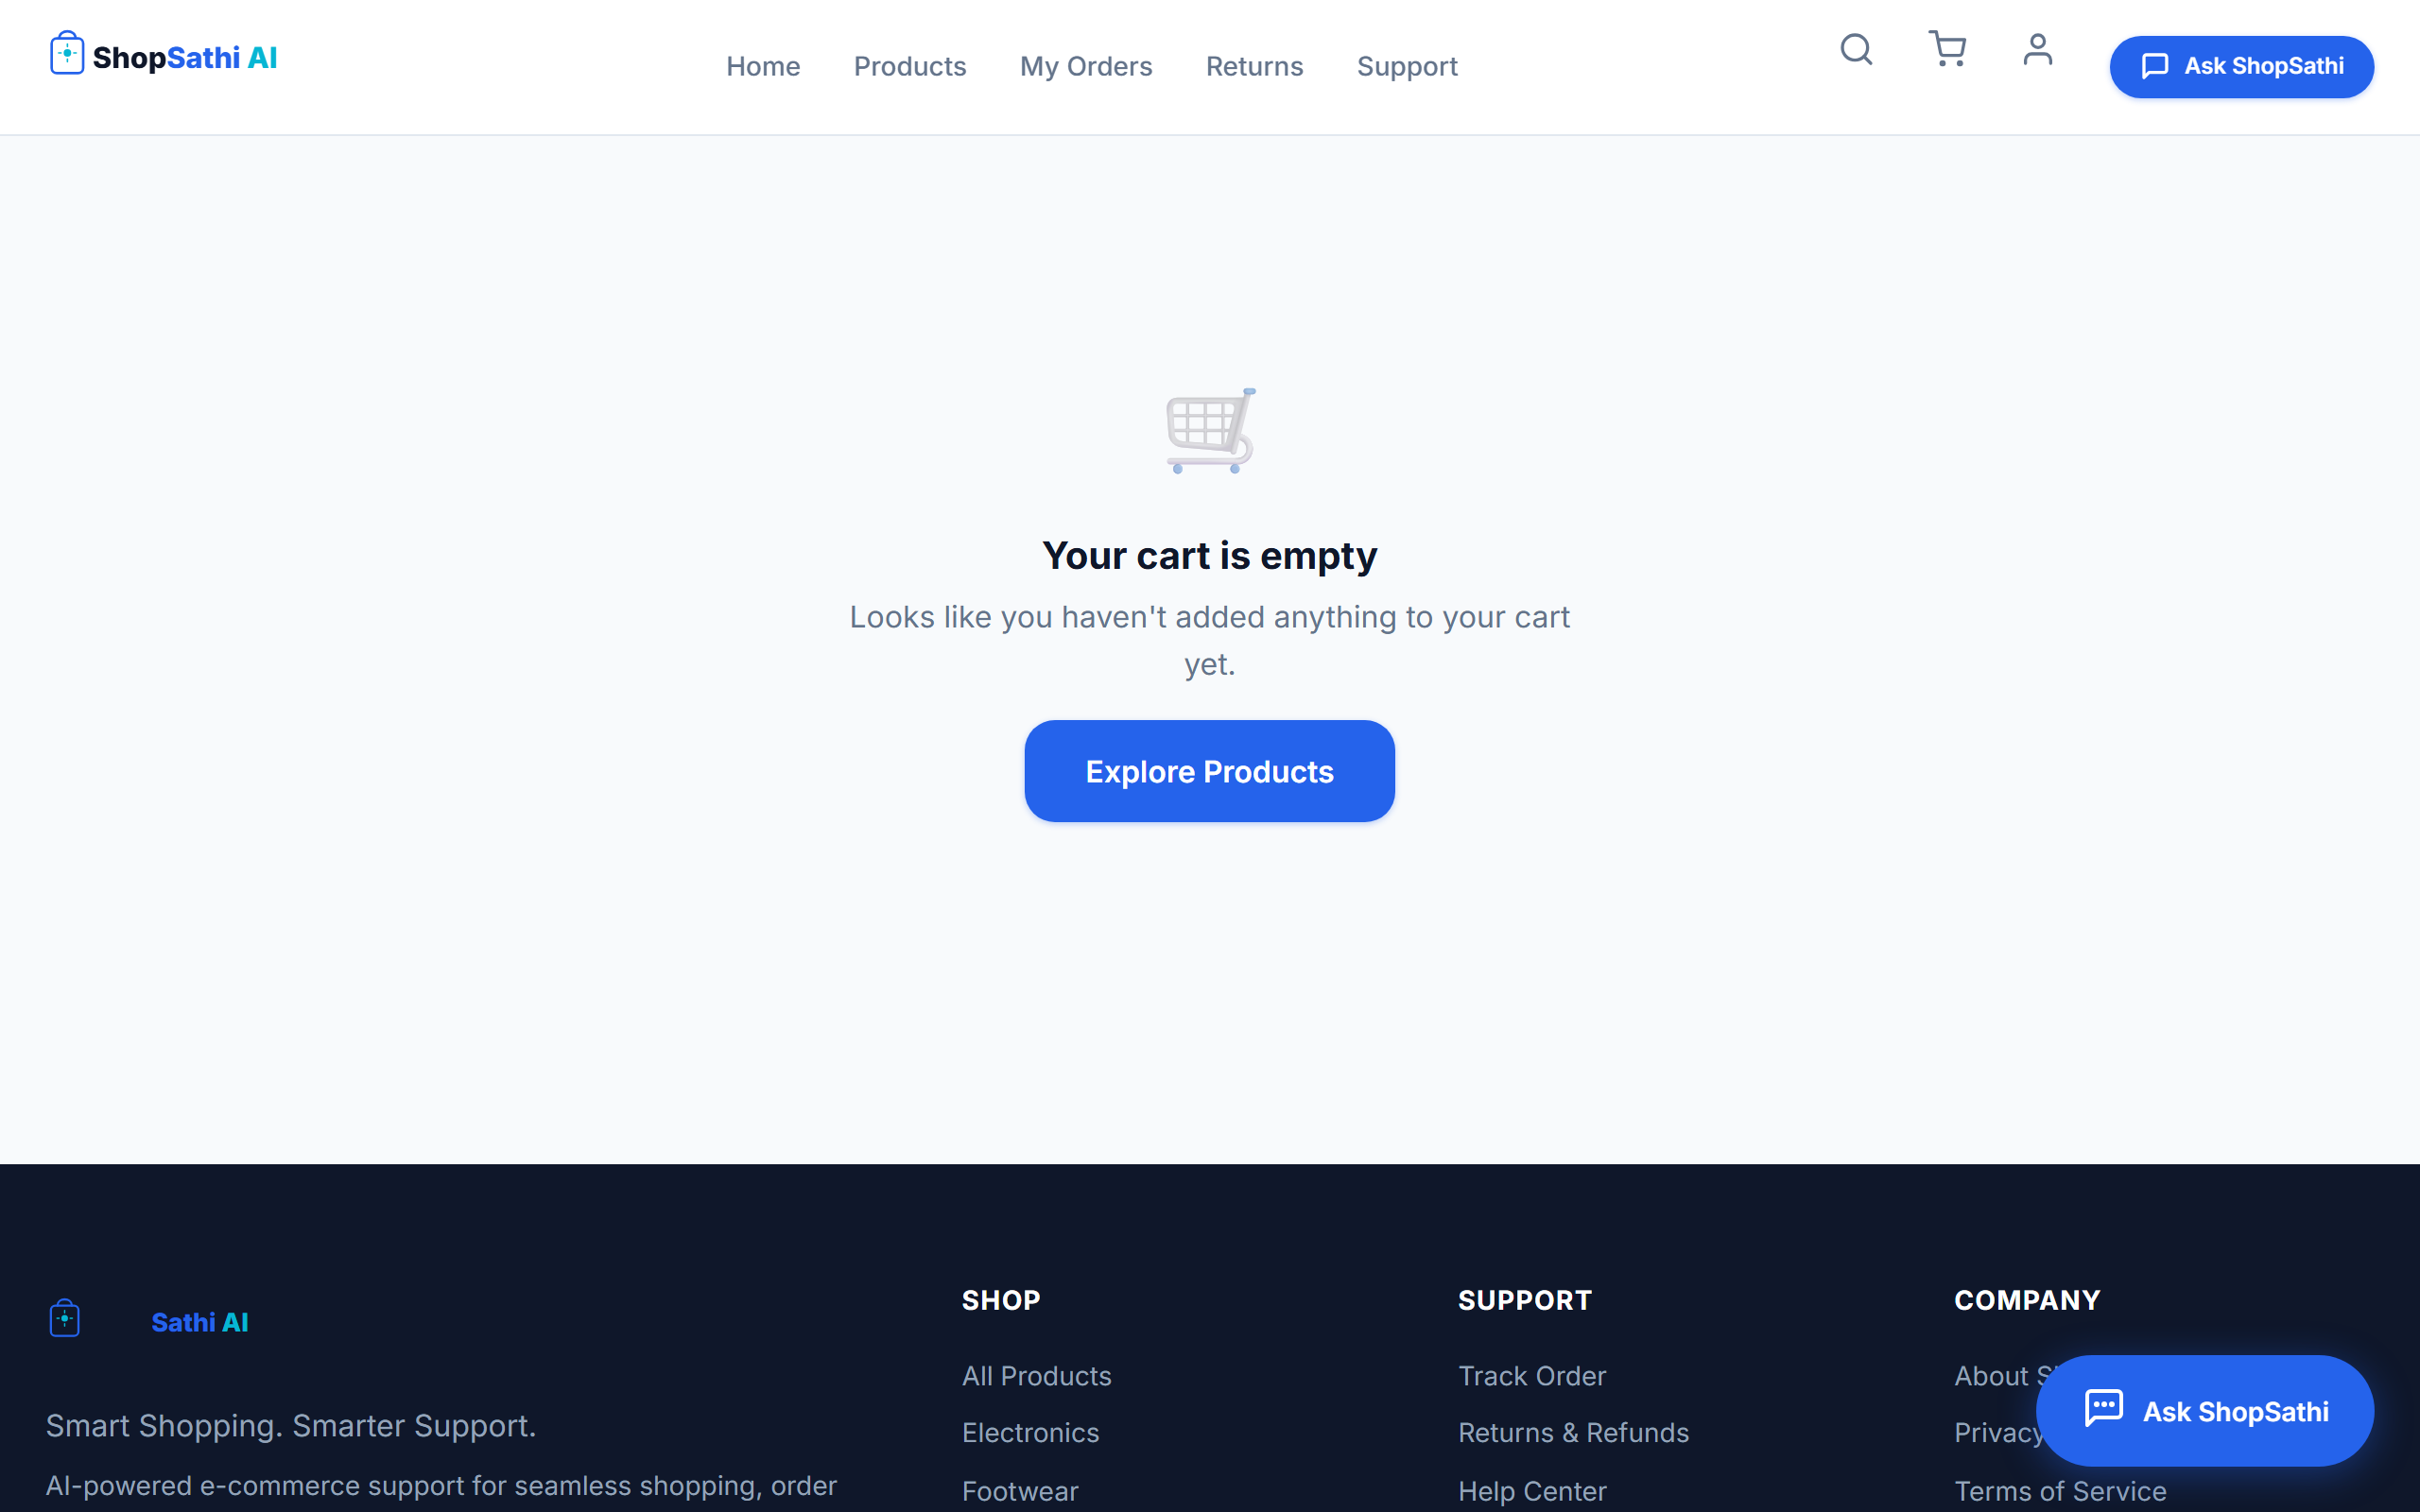 ShopSathi AI
Home
Products
My Orders
Returns
Support
Ask ShopSathi
Your cart is empty
Looks like you haven't added anything to your cart
yet.
Explore Products
Sathi AI
Smart Shopping. Smarter Support.
AI-powered e-commerce support for seamless shopping, order
SHOP
All Products
Electronics
Footwear
SUPPORT
Track Order
Returns & Refunds
Help Center
COMPANY
About
Privacy
Terms of Service
Ask ShopSathi